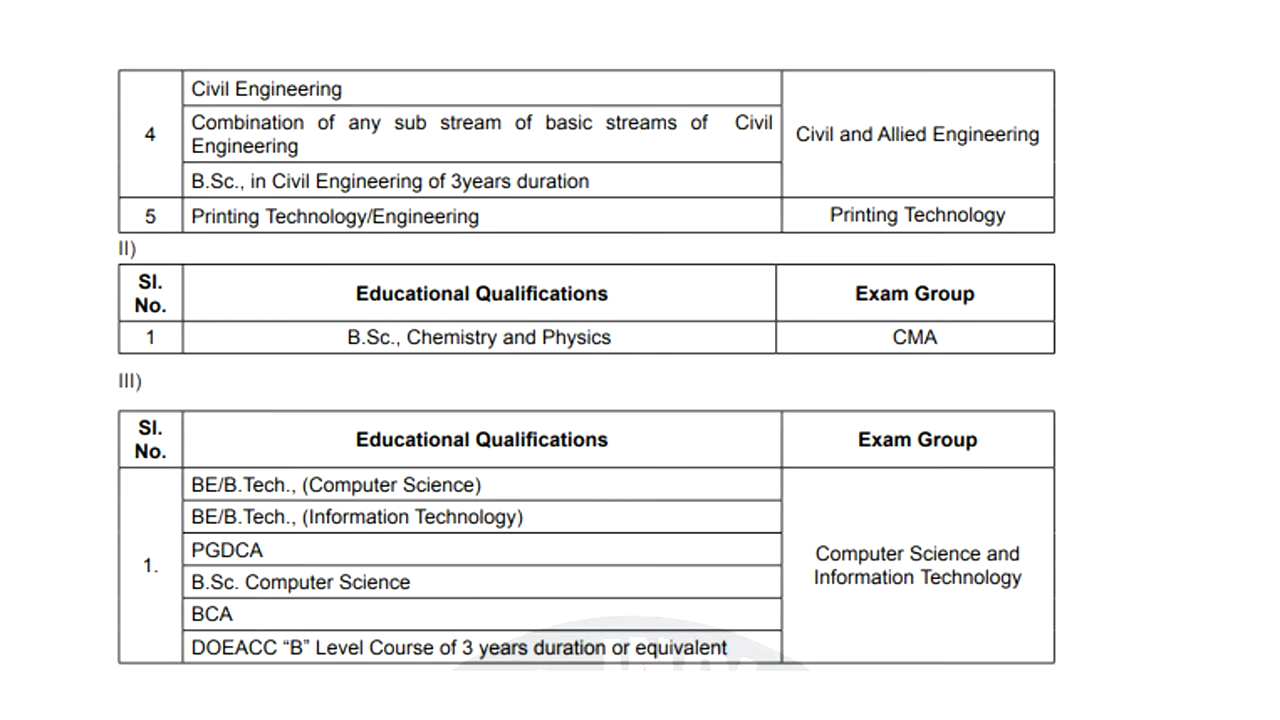 4
Civil Engineering
Combination of any sub stream of basic streams of Civil
Engineering
B.Sc., in Civil Engineering of 3years duration
Civil and Allied Engineering
5 Printing Technology/Engineering Printing Technology
II)
Sl.
No.
Educational Qualifications Exam Group
1 B.Sc., Chemistry and Physics CMA
III)
Sl.
No.
Educational Qualifications Exam Group
1.
BE/B.Tech., (Computer Science)
BE/B.Tech., (Information Technology)
PGDCA
B.Sc. Computer Science
BCA
DOEACC “B” Level Course of 3 years duration or equivalent
Computer Science and
Information Technology